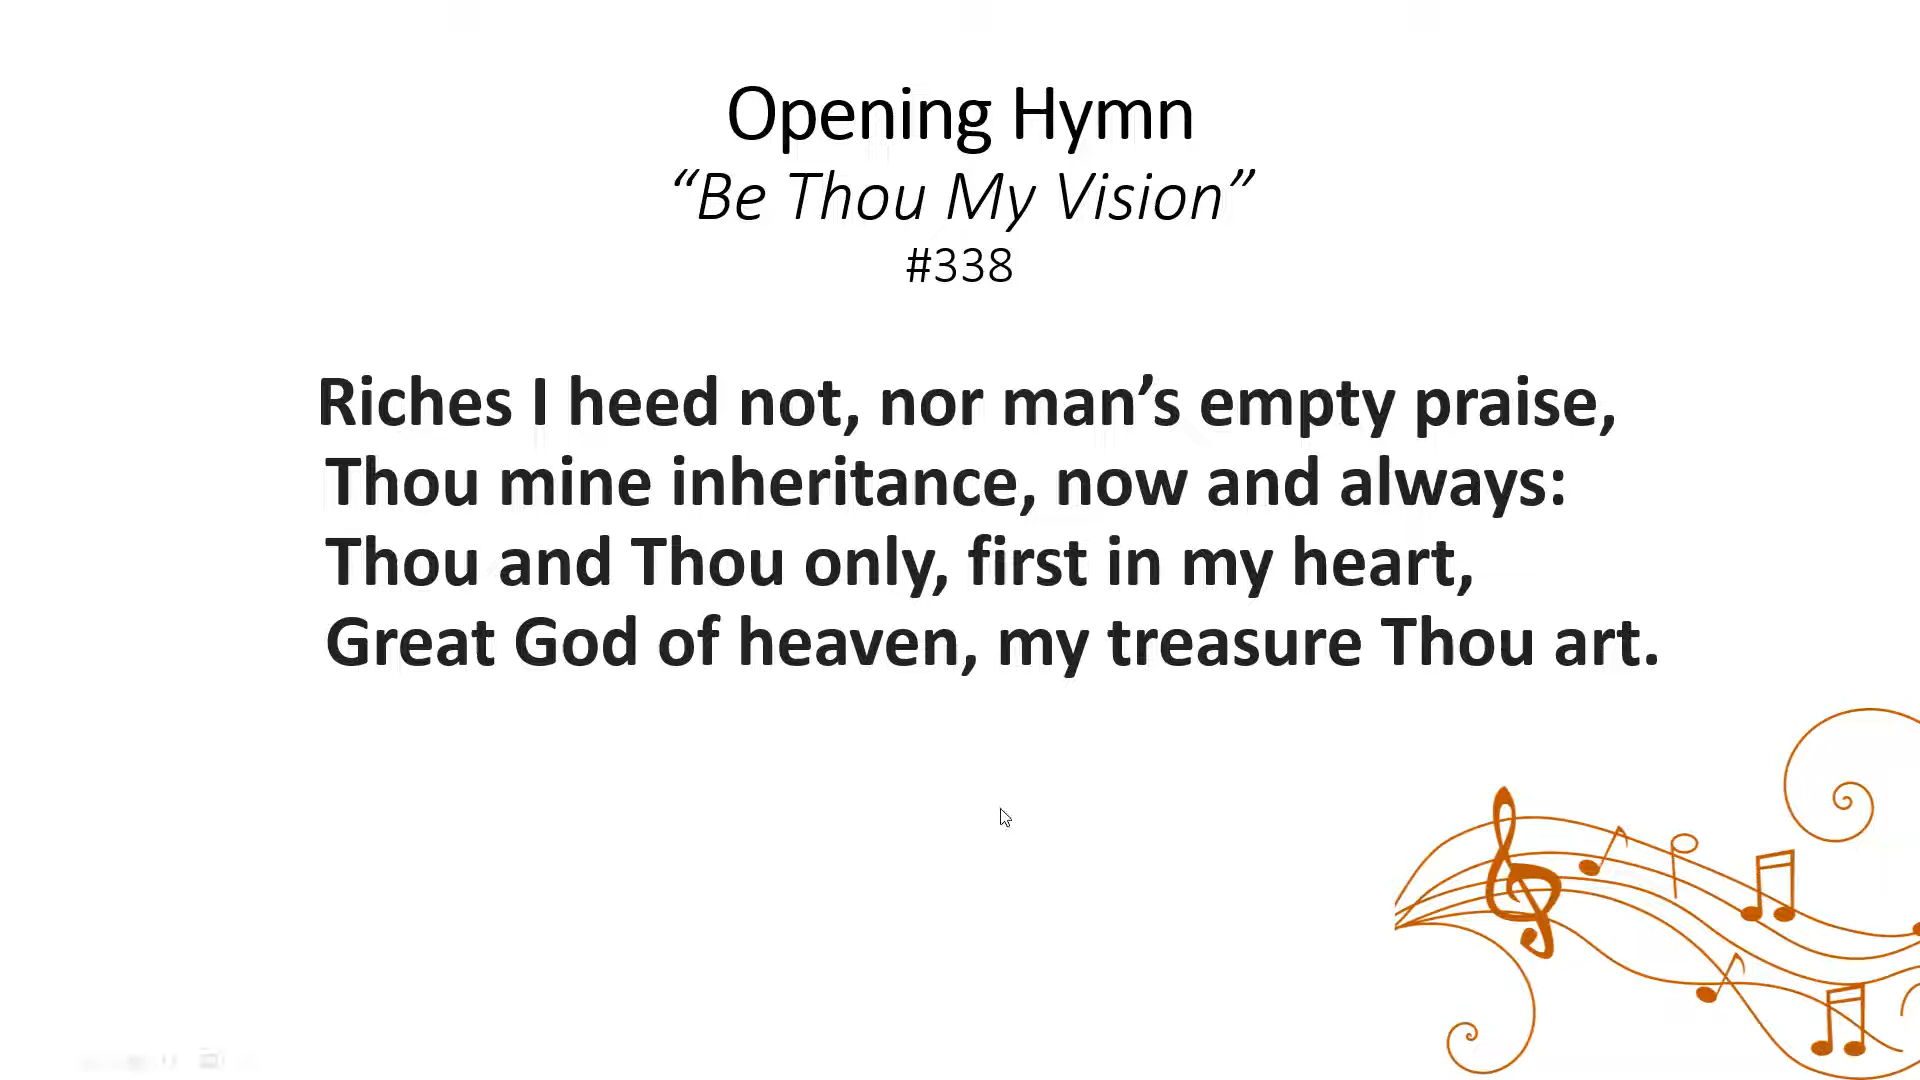 Opening Hymn
“Be Thou My Vision”
#338
Riches I heed not, nor man’s empty praise,
Thou mine inheritance, now and always:
Thou and Thou only, first in my heart,
Great God of heaven, my treasure Thou art.